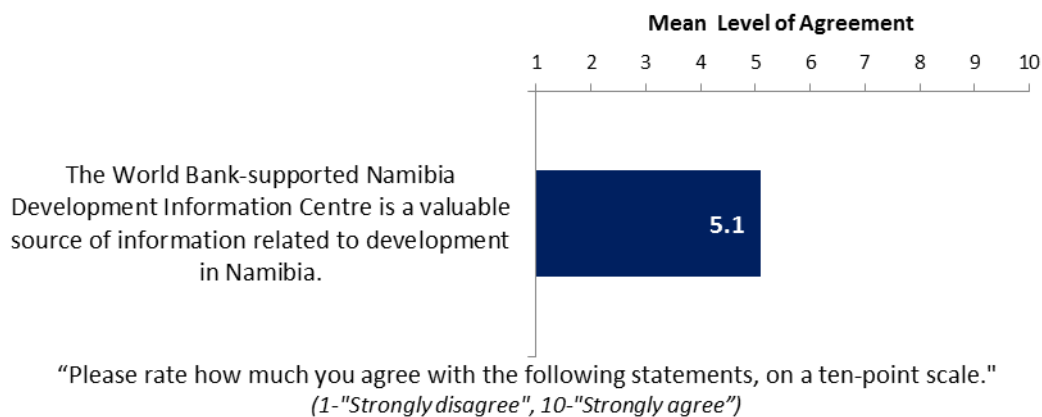 Mean Level of Agreement
1 2 3 4 5 6 7 8 9 10
The World Bank-supported Namibia
Development Information Centre is a valuable
source of information related to development
in Namibia.
5.1
“Please rate how much you agree with the following statements, on a ten-point scale."
(1-"Strongly disagree", 10-"Strongly agree”)